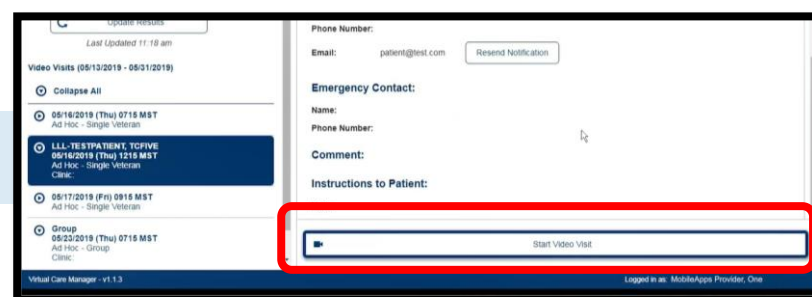 Update Results
Last Updated 11:18 am
Video Visits (05/13/2019 - 05/31/2019)
Collapse All
05/16/2019 (Thu) 0715 MST
Ad Hoc - Single Veteran
LLL-TESTPATIENT, TCFIVE
05/16/2019 (Thu) 1215 MST
Ad Hoc - Single Veteran
Clinic:
05/17/2019 (Fri) 0915 MST
Ad Hoc - Single Veteran
Group
05/23/2019 (Thu) 0715 MST
Ad Hoc - Group
Clinic:
Phone Number:
Email: patient@test.com Resend Notification
Emergency Contact:
Name:
Phone Number:
Comment:
Instructions to Patient:
Start Video Visit
Virtual Care Manager - v1.1.3
Logged in as: MobileApps Provider, One